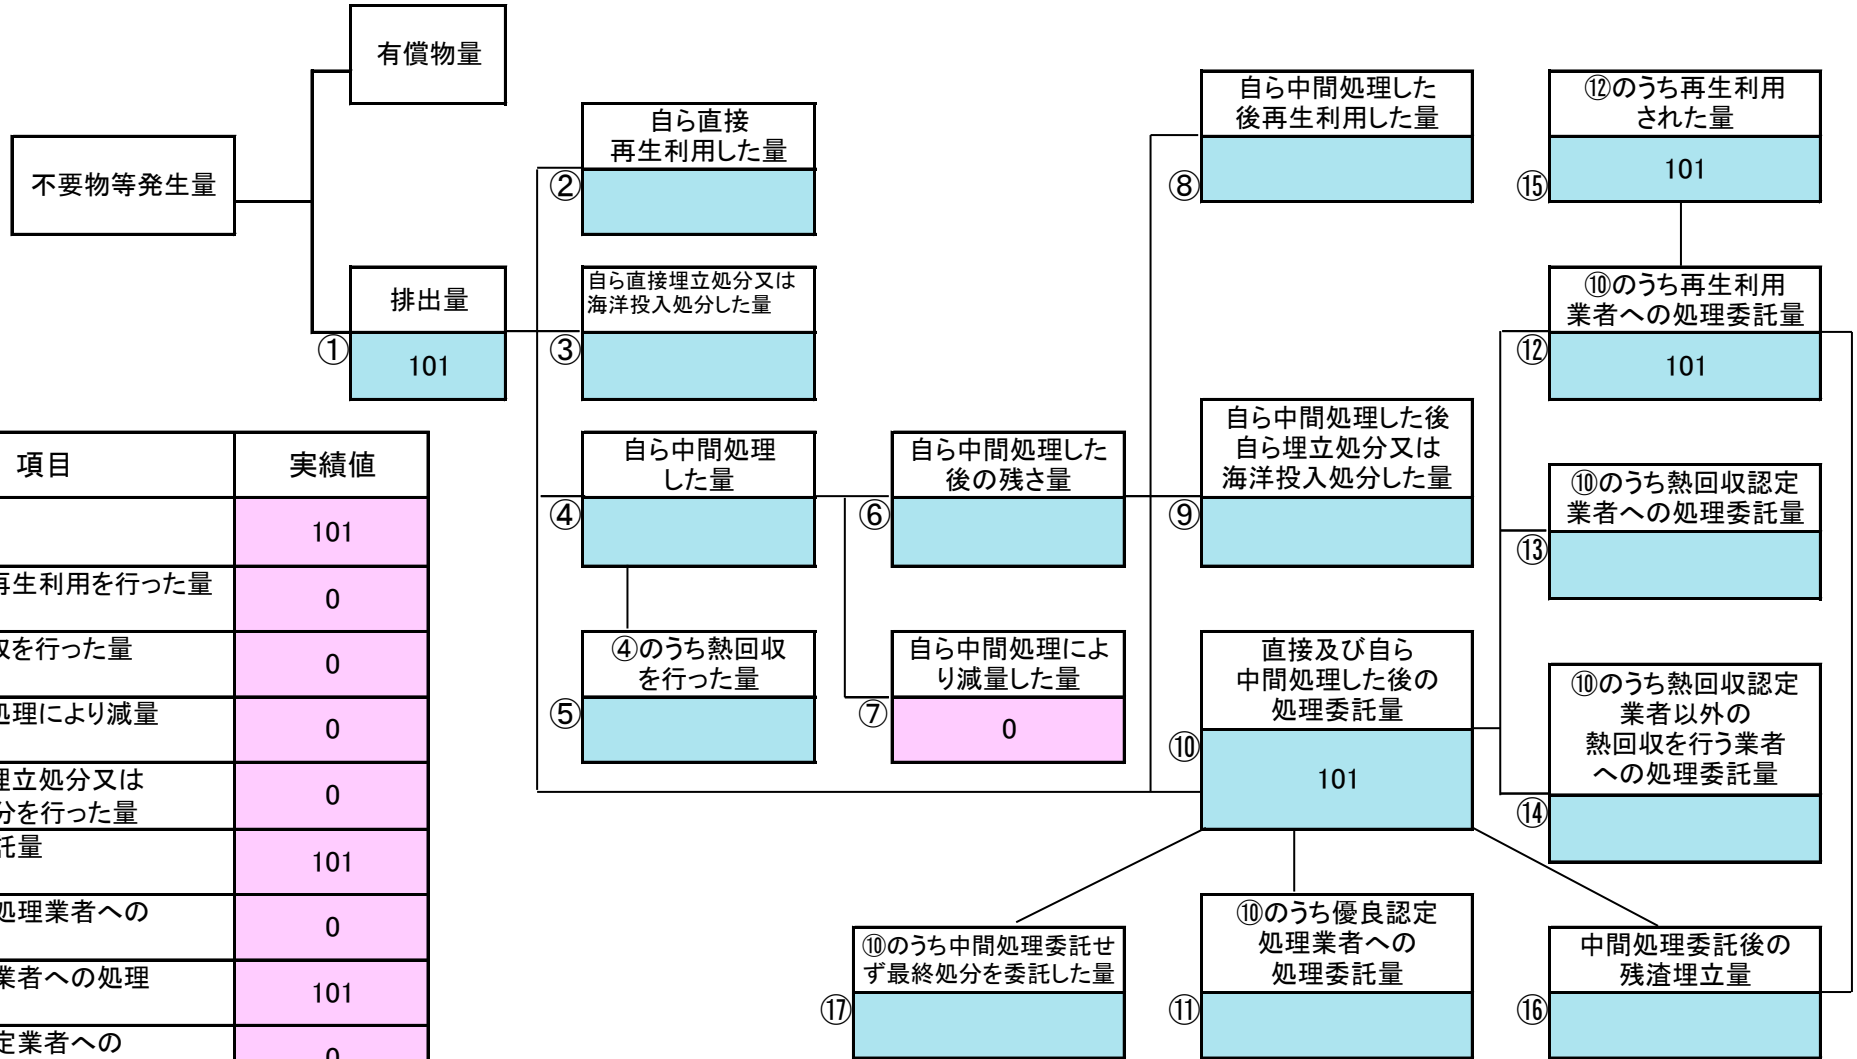 有償物量
不要物等発生量
排出量
①
101
自ら直接
再生利用した量
②
自ら直接埋立処分又は
海洋投入処分した量
③
自ら中間処理
した量
④
④のうち熱回収
を行った量
⑤
自ら中間処理した
後の残さ量
⑥
自ら中間処理によ
り減量した量
⑦
0
自ら中間処理した
後再生利用した量
⑧
自ら中間処理した後
自ら埋立処分又は
海洋投入処分した量
⑨
直接及び自ら
中間処理した後の
処理委託量
⑩
101
⑩のうち優良認定
処理業者への
処理委託量
⑪
⑫のうち再生利用
された量
⑮
101
⑩のうち再生利用
業者への処理委託量
⑫
101
⑩のうち熱回収認定
業者への処理委託量
⑬
⑩のうち熱回収認定
業者以外の
熱回収を行う業者
への処理委託量
⑭
中間処理委託後の
残渣埋立量
⑯
⑩のうち中間処理委託せ
ず最終処分を委託した量
⑰
項目 実績値
101
再生利用を行った量
0
を行った量
0
処理により減量
0
埋立処分又は
分を行った量
0
託量
101
処理業者への
0
業者への処理
101
定業者への
0